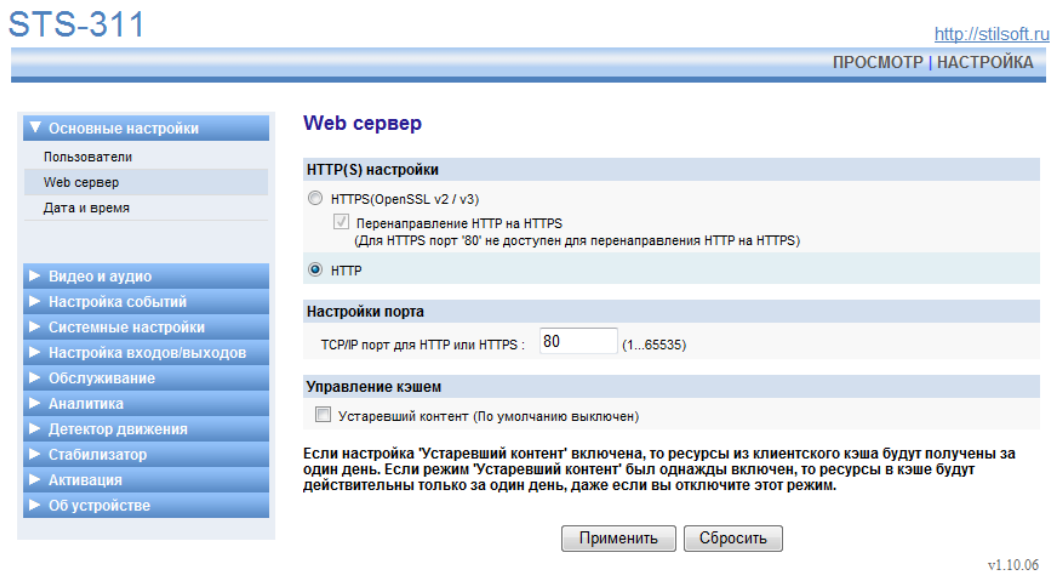 STS-311
http://stilsoft.ru
ПРОСМОТР | НАСТРОЙКА
Основные настройки
Пользователи
Web сервер
Дата и время
Видео и аудио
Настройка событий
Системные настройки
Настройка входов/выходов
Обслуживание
Аналитика
Детектор движения
Стабилизатор
Активация
Об устройстве
Web сервер
HTTP(S) настройки
HTTPS(OpenSSL v2 / v3)
Перенаправление HTTP на HTTPS
(Для HTTPS порт '80' не доступен для перенаправления HTTP на HTTPS)
HTTP
Настройки порта
TCP/IP порт для HTTP или HTTPS : 80 (1...65535)
Управление кэшем
Устаревший контент (По умолчанию выключен)
Если настройка 'Устаревший контент' включена, то ресурсы из клиентского кэша будут получены за
один день. Если режим 'Устаревший контент' был однажды включен, то ресурсы в кэше будут
действительны только за один день, даже если вы отключите этот режим.
Применить Сбросить
v1.10.06